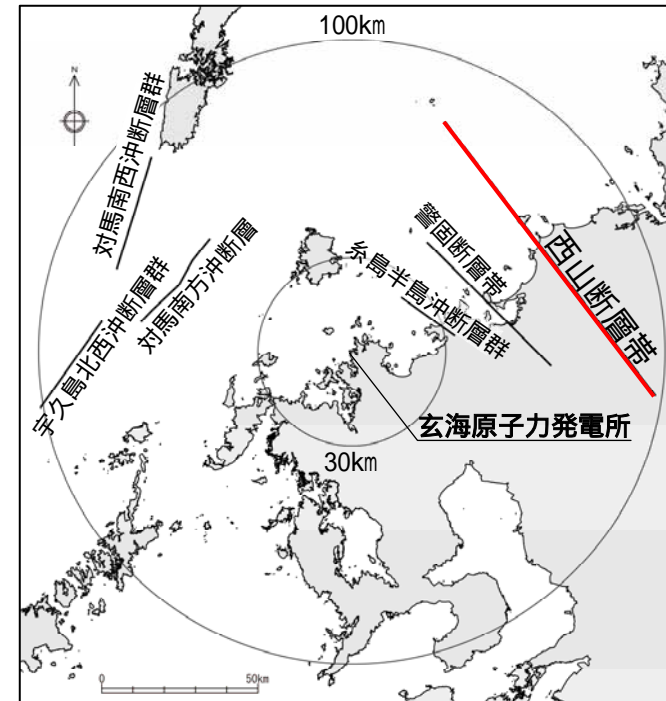 100km
N
対馬南西沖断層群
対馬南方沖断層
宇久島北西沖断層群
警固断層帯
糸島半島沖断層群
西山断層帯
玄海原子力発電所
30km
0
50km